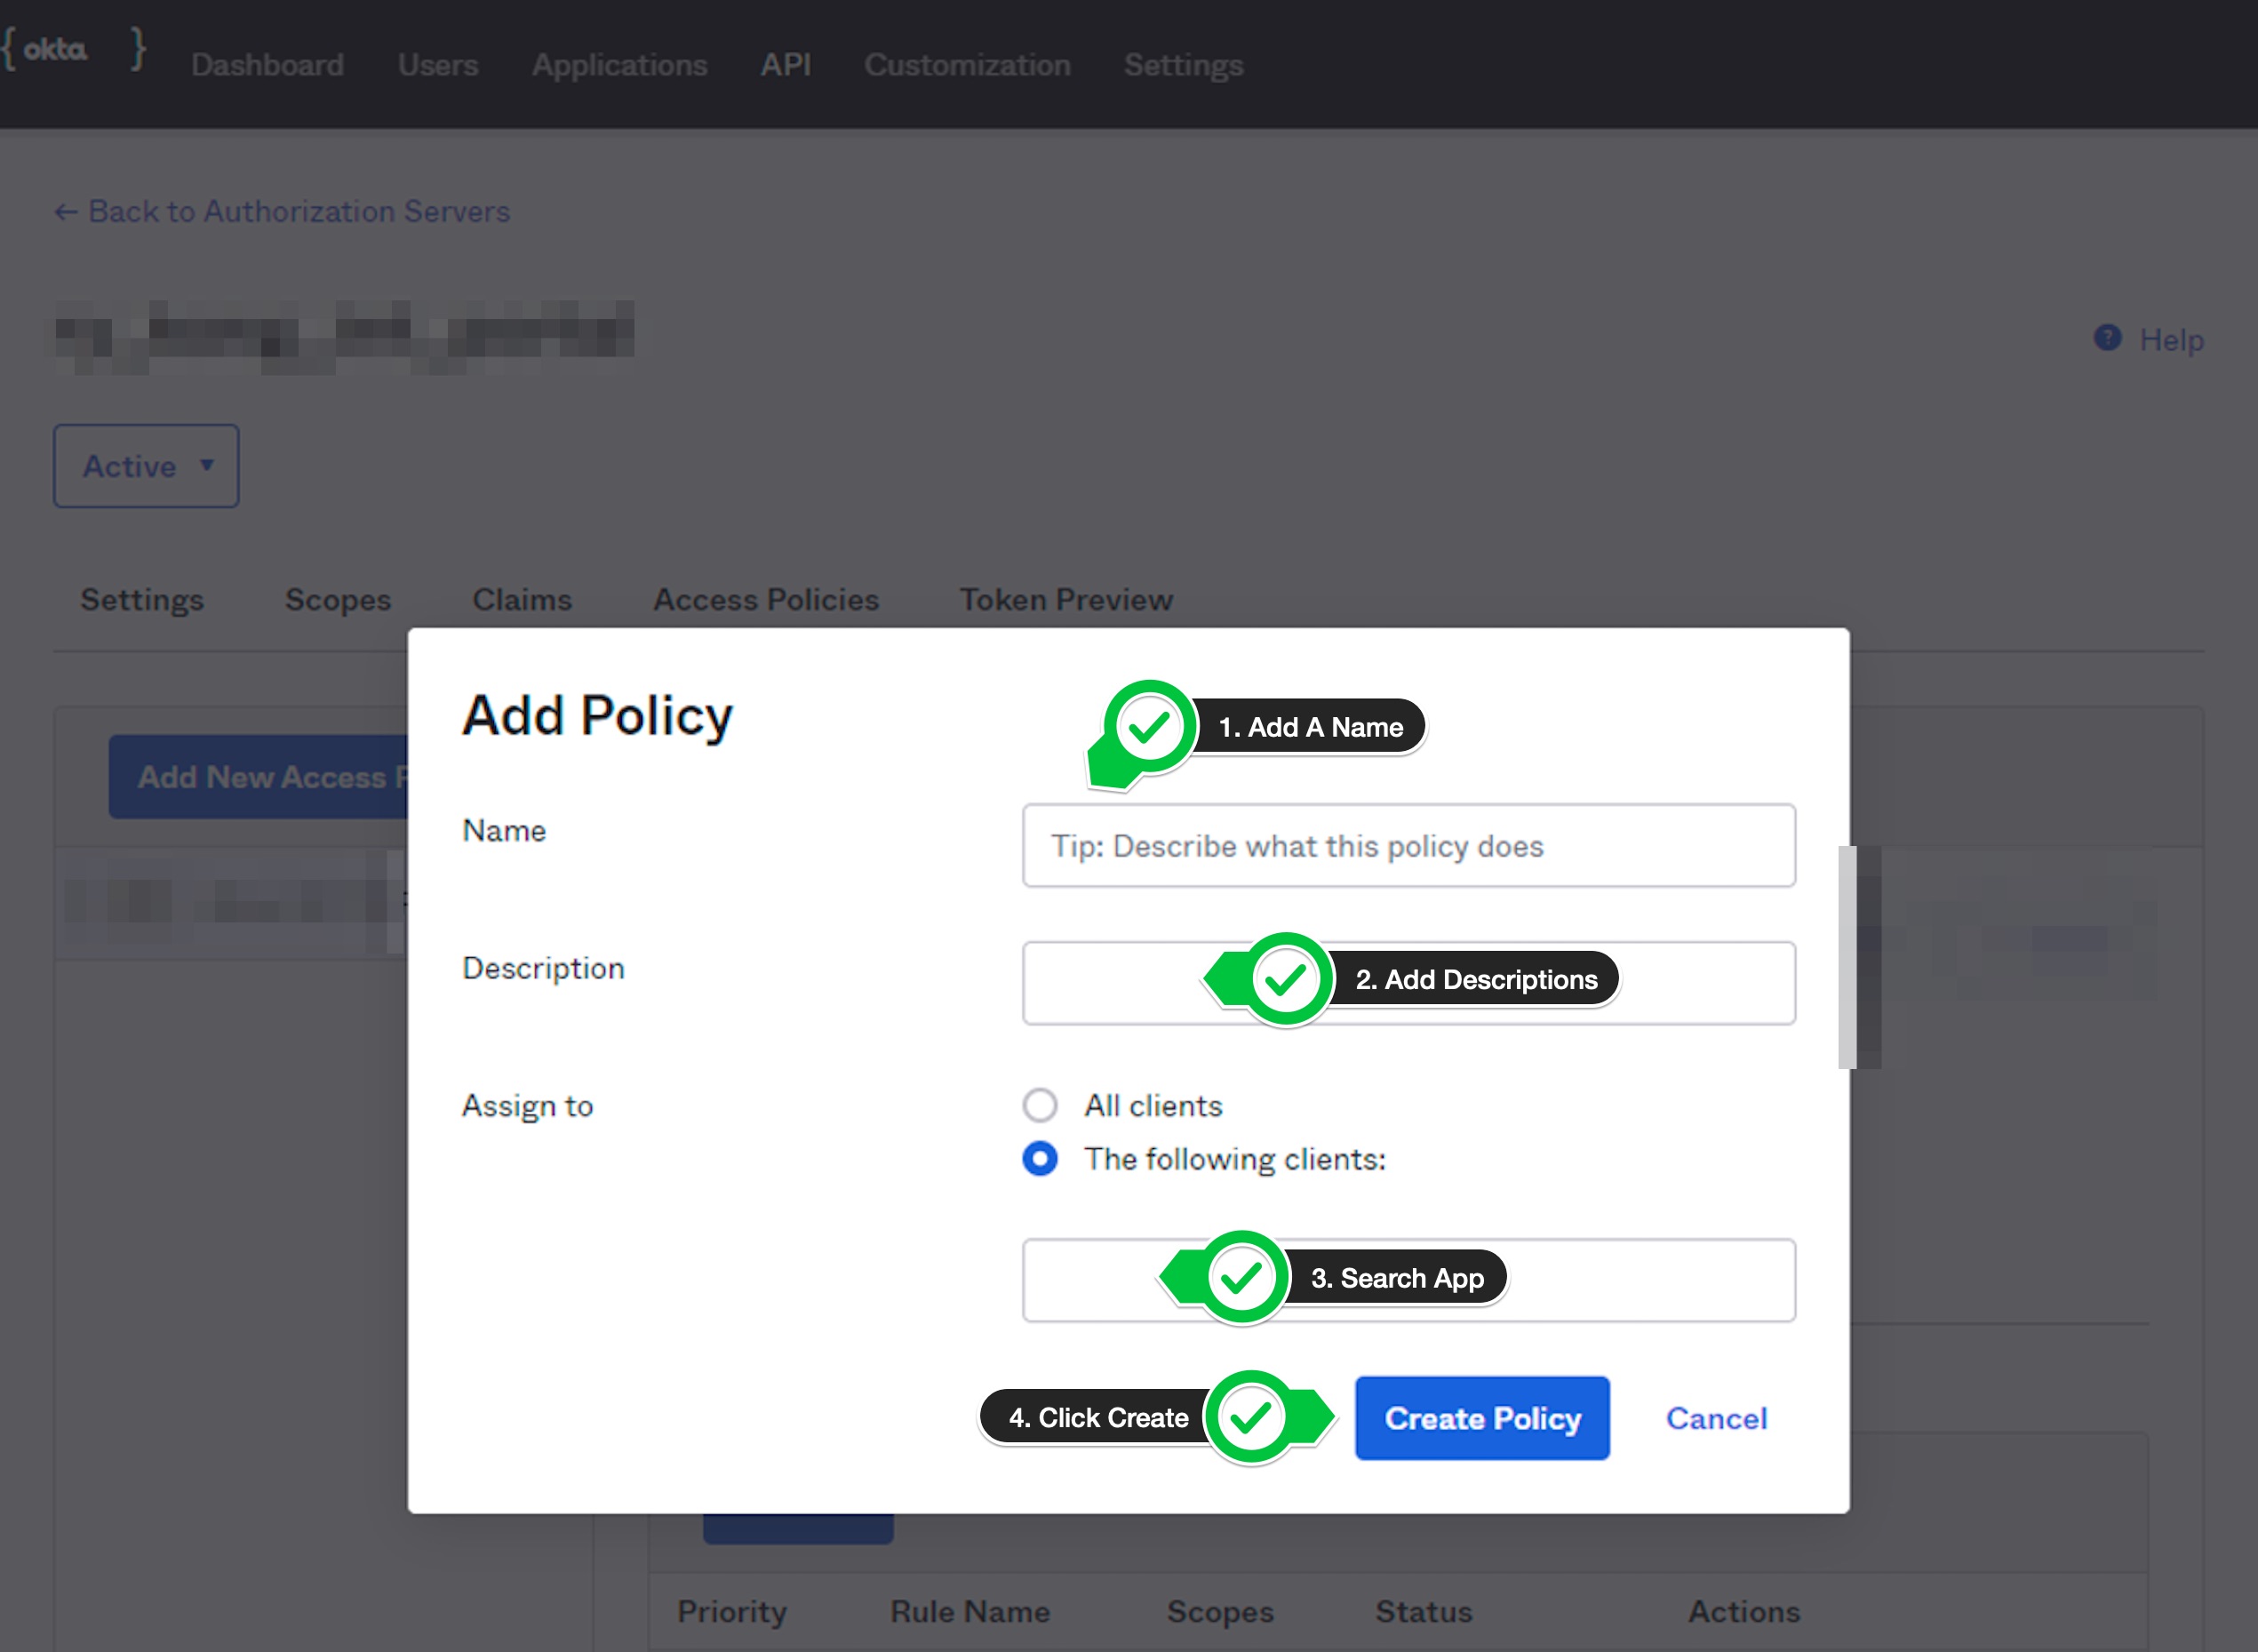 { okta }
Dashboard Users Applications API Customization Settings
← Back to Authorization Servers
? Help
Active ▼
Settings Scopes Claims Access Policies Token Preview
Add Policy
1. Add A Name
Add New Access
Name
Tip: Describe what this policy does
Description
2. Add Descriptions
Assign to
All clients
The following clients:
3. Search App
4. Click Create
Create Policy
Cancel
Priority Rule Name Scopes Status Actions